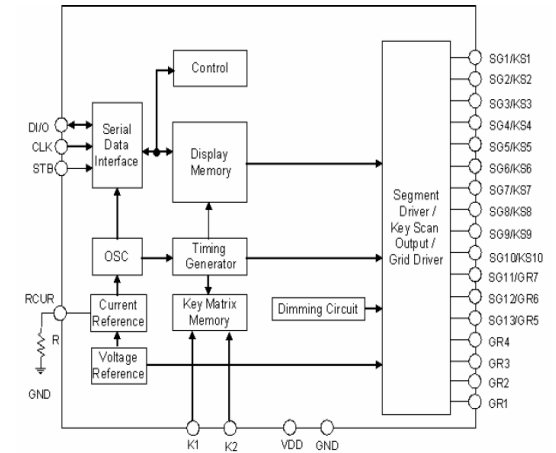 Control
DI/O
CLK
STB
Serial
Data
Interface
Display
Memory
OSC
Timing
Generator
RCUR
R
GND
Current
Reference
Key Matrix
Memory
Dimming Circuit
Voltage
Reference
Segment
Driver /
Key Scan
Output /
Grid Driver
SG1/KS1
SG2/KS2
SG3/KS3
SG4/KS4
SG5/KS5
SG6/KS6
SG7/KS7
SG8/KS8
SG9/KS9
SG10/KS10
SG11/GR7
SG12/GR6
SG13/GR5
GR4
GR3
GR2
GR1
K1
K2
VDD
GND